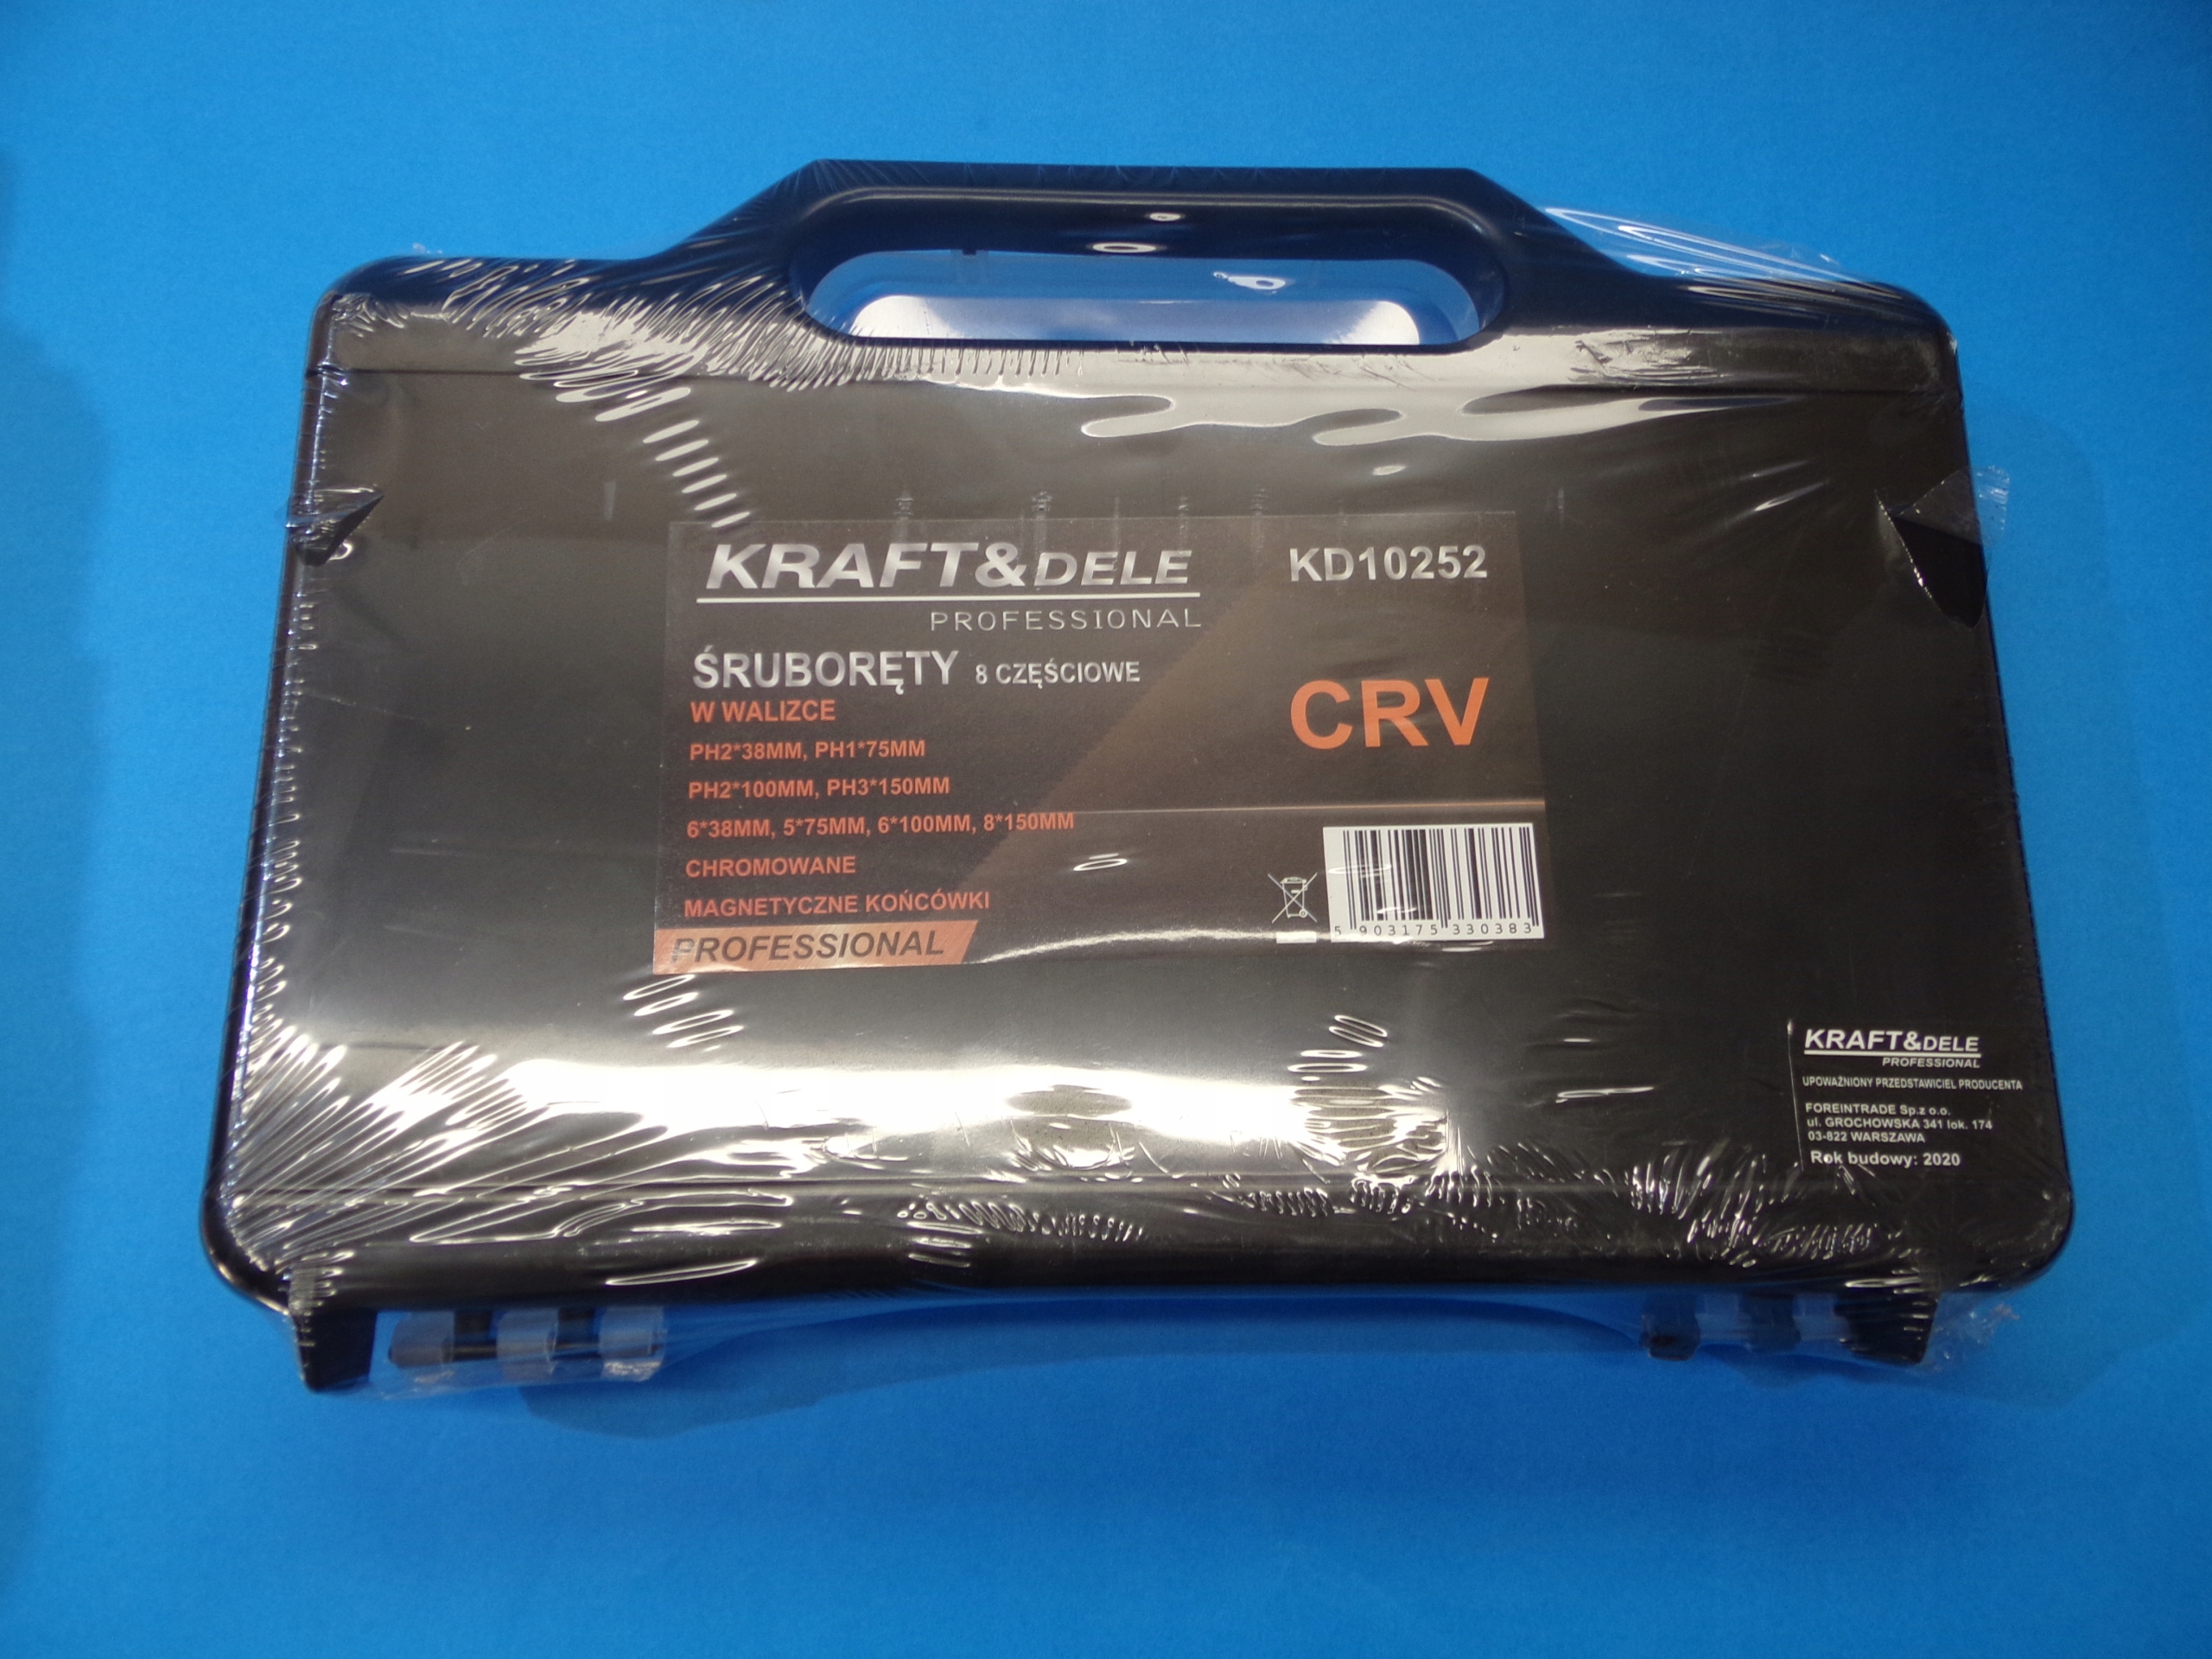 KRAFT&DELE KD10252
PROFESSIONAL
ŚRUBORĘTY 8 CZĘŚCIOWE
W WALIZCE
CRV
PH2*38MM, PH1*75MM
PH2*100MM, PH3*150MM
6*38MM, 5*75MM, 6*100MM, 8*150MM
CHROMOWANE
MAGNETYCZNE KOŃCÓWKI
PROFESSIONAL
5 903175 330383
KRAFT&DELE
PROFESSIONAL
UPOWAŻNIONY PRZEDSTAWICIEL PRODUCENTA
FOREINTRADE Sp.z o.o.
ul. GROCHOWSKA 341 lok. 174
03-822 WARSZAWA
Rok budowy: 2020